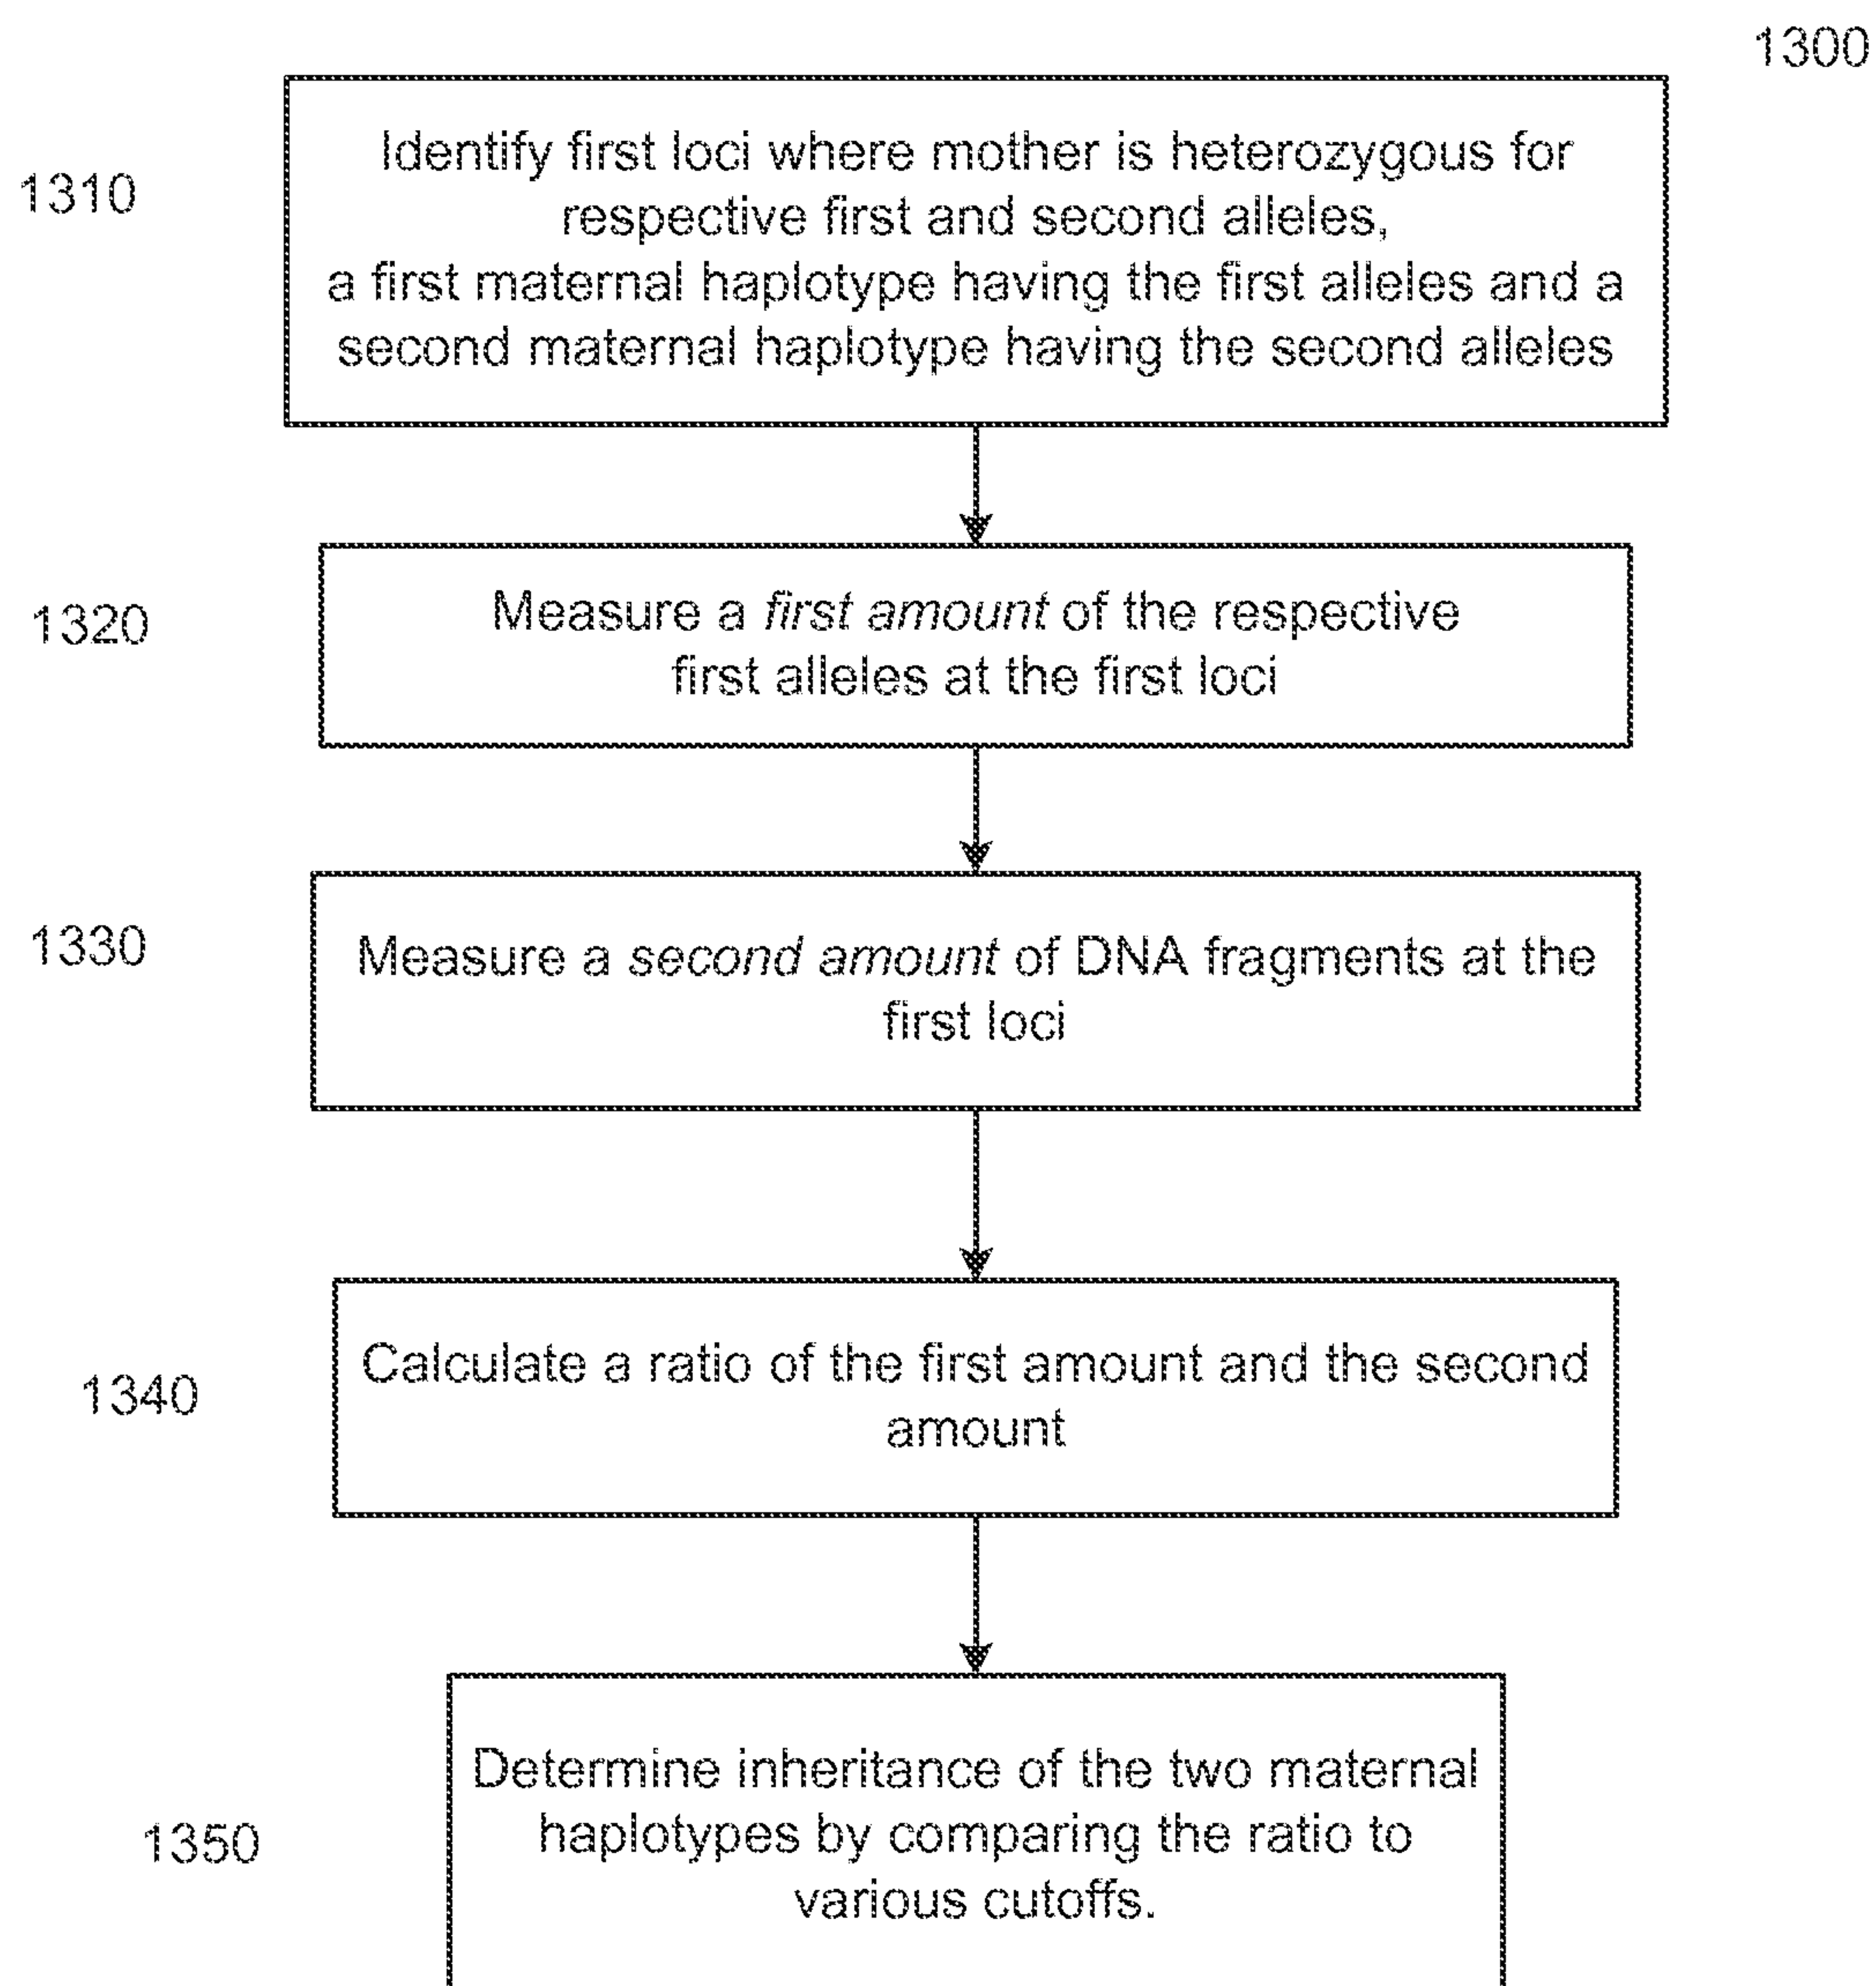 1300
1310
Identify first loci where mother is heterozygous for
respective first and second alleles,
a first maternal haplotype having the first alleles and a
second maternal haplotype having the second alleles
1320
Measure a first amount of the respective
first alleles at the first loci
1330
Measure a second amount of DNA fragments at the
first loci
1340
Calculate a ratio of the first amount and the second
amount
1350
Determine inheritance of the two maternal
haplotypes by comparing the ratio to
various cutoffs.